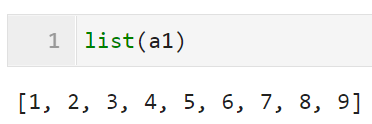 1 list(a1)
[1, 2, 3, 4, 5, 6, 7, 8, 9]